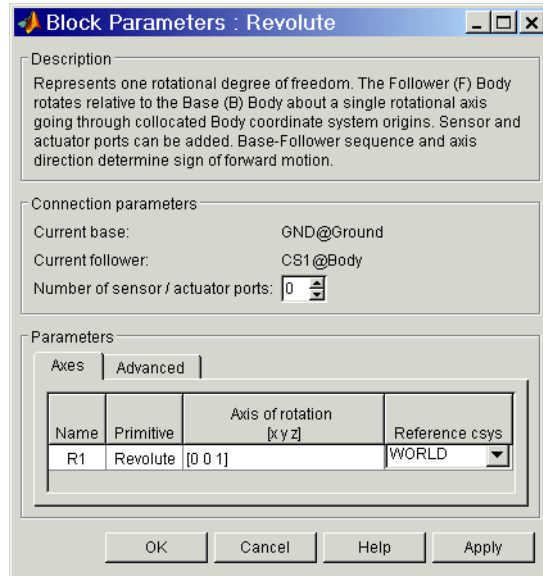 Block Parameters : Revolute
Description
Represents one rotational degree of freedom. The Follower (F) Body
rotates relative to the Base (B) Body about a single rotational axis
going through collocated Body coordinate system origins. Sensor and
actuator ports can be added. Base-Follower sequence and axis
direction determine sign of forward motion.
Connection parameters
Current base: GND@Ground
Current follower: CS1@Body
Number of sensor / actuator ports: 0
Parameters
Axes Advanced
Axis of rotation
Name Primitive [x y z] Reference csys
R1 Revolute [0 0 1] WORLD
OK Cancel Help Apply